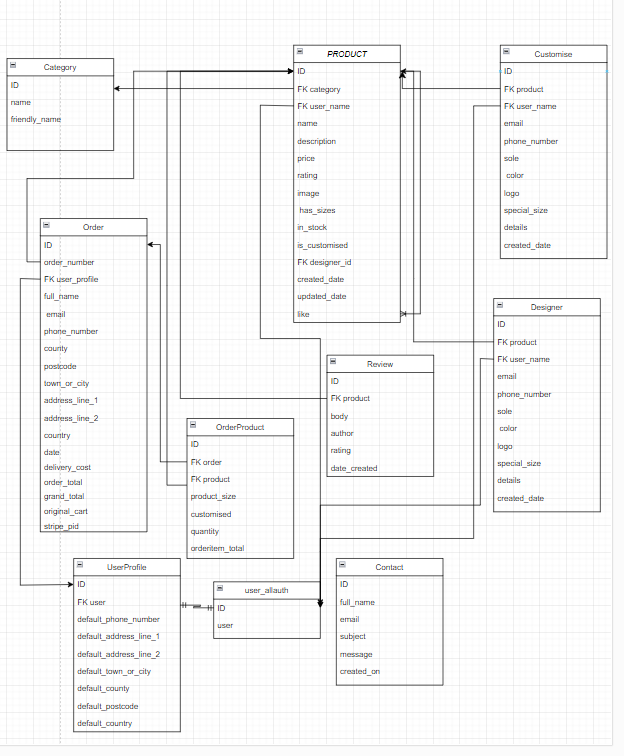 Category
ID
name
friendly_name
PRODUCT
ID
FK category
FK user_name
name
description
price
rating
image
has_sizes
in_stock
is_customised
FK designer_id
created_date
updated_date
like
Customise
ID
FK product
FK user_name
email
phone_number
sole
color
logo
special_size
details
created_date
Order
ID
order_number
FK user_profile
full_name
email
phone_number
county
postcode
town_or_city
address_line_1
address_line_2
country
date
delivery_cost
order_total
grand_total
original_cart
stripe_pid
Designer
ID
FK product
FK user_name
email
phone_number
sole
color
logo
special_size
details
created_date
Review
ID
FK product
body
author
rating
date_created
OrderProduct
ID
FK order
FK product
product_size
customised
quantity
orderitem_total
UserProfile
ID
FK user
default_phone_number
default_address_line_1
default_address_line_2
default_town_or_city
default_county
default_postcode
default_country
user_allauth
ID
user
Contact
ID
full_name
email
subject
message
created_on